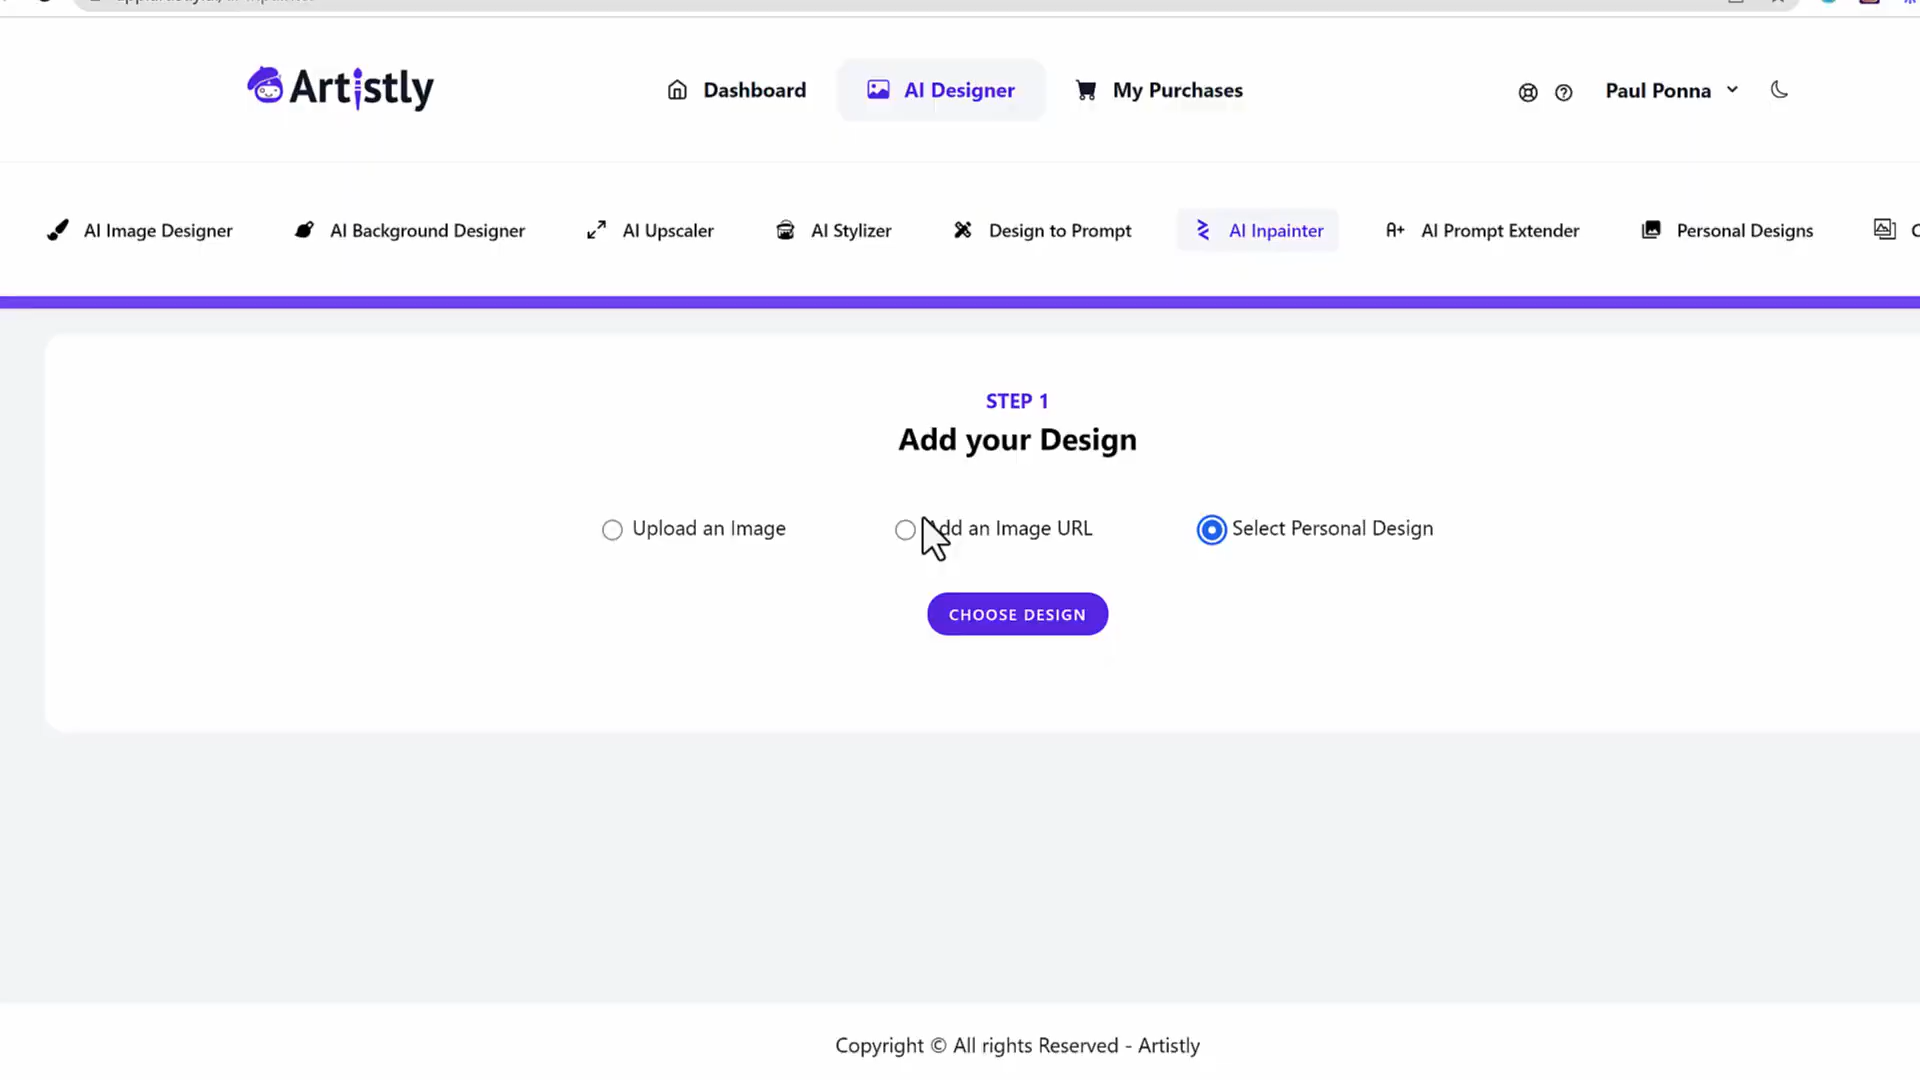 Artistly
Dashboard
AI Designer
My Purchases
Paul Ponna
AI Image Designer
AI Background Designer
AI Upscaler
AI Stylizer
Design to Prompt
AI Inpainter
A+ AI Prompt Extender
Personal Designs
STEP 1
Add your Design
Upload an Image
Add an Image URL
Select Personal Design
CHOOSE DESIGN
Copyright © All rights Reserved - Artistly